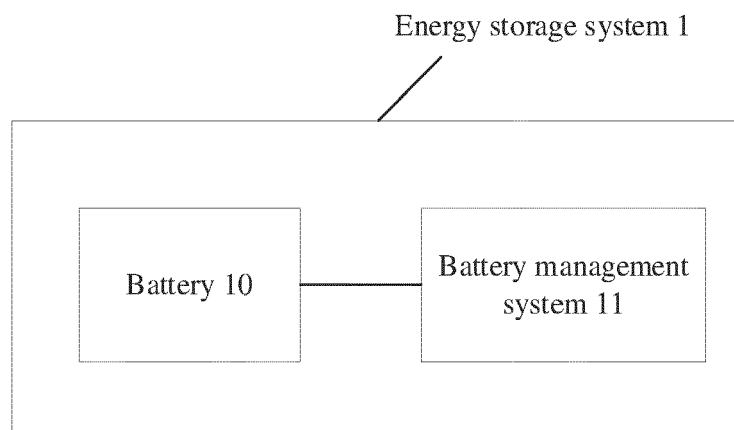 Energy storage system 1
Battery 10
Battery management
system 11